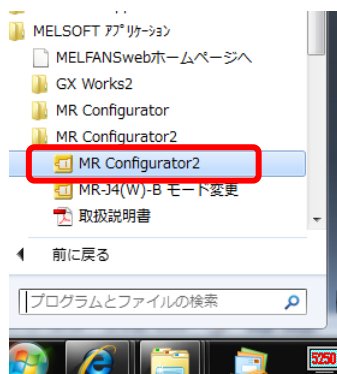 MELSOFT ｱﾌﾟﾘｹｰｼｮﾝ
MELFANSwebホームページへ
GX Works2
MR Configurator
MR Configurator2
MR Configurator2
MR-J4(W)-B モード変更
取扱説明書
前に戻る
プログラムとファイルの検索
5250